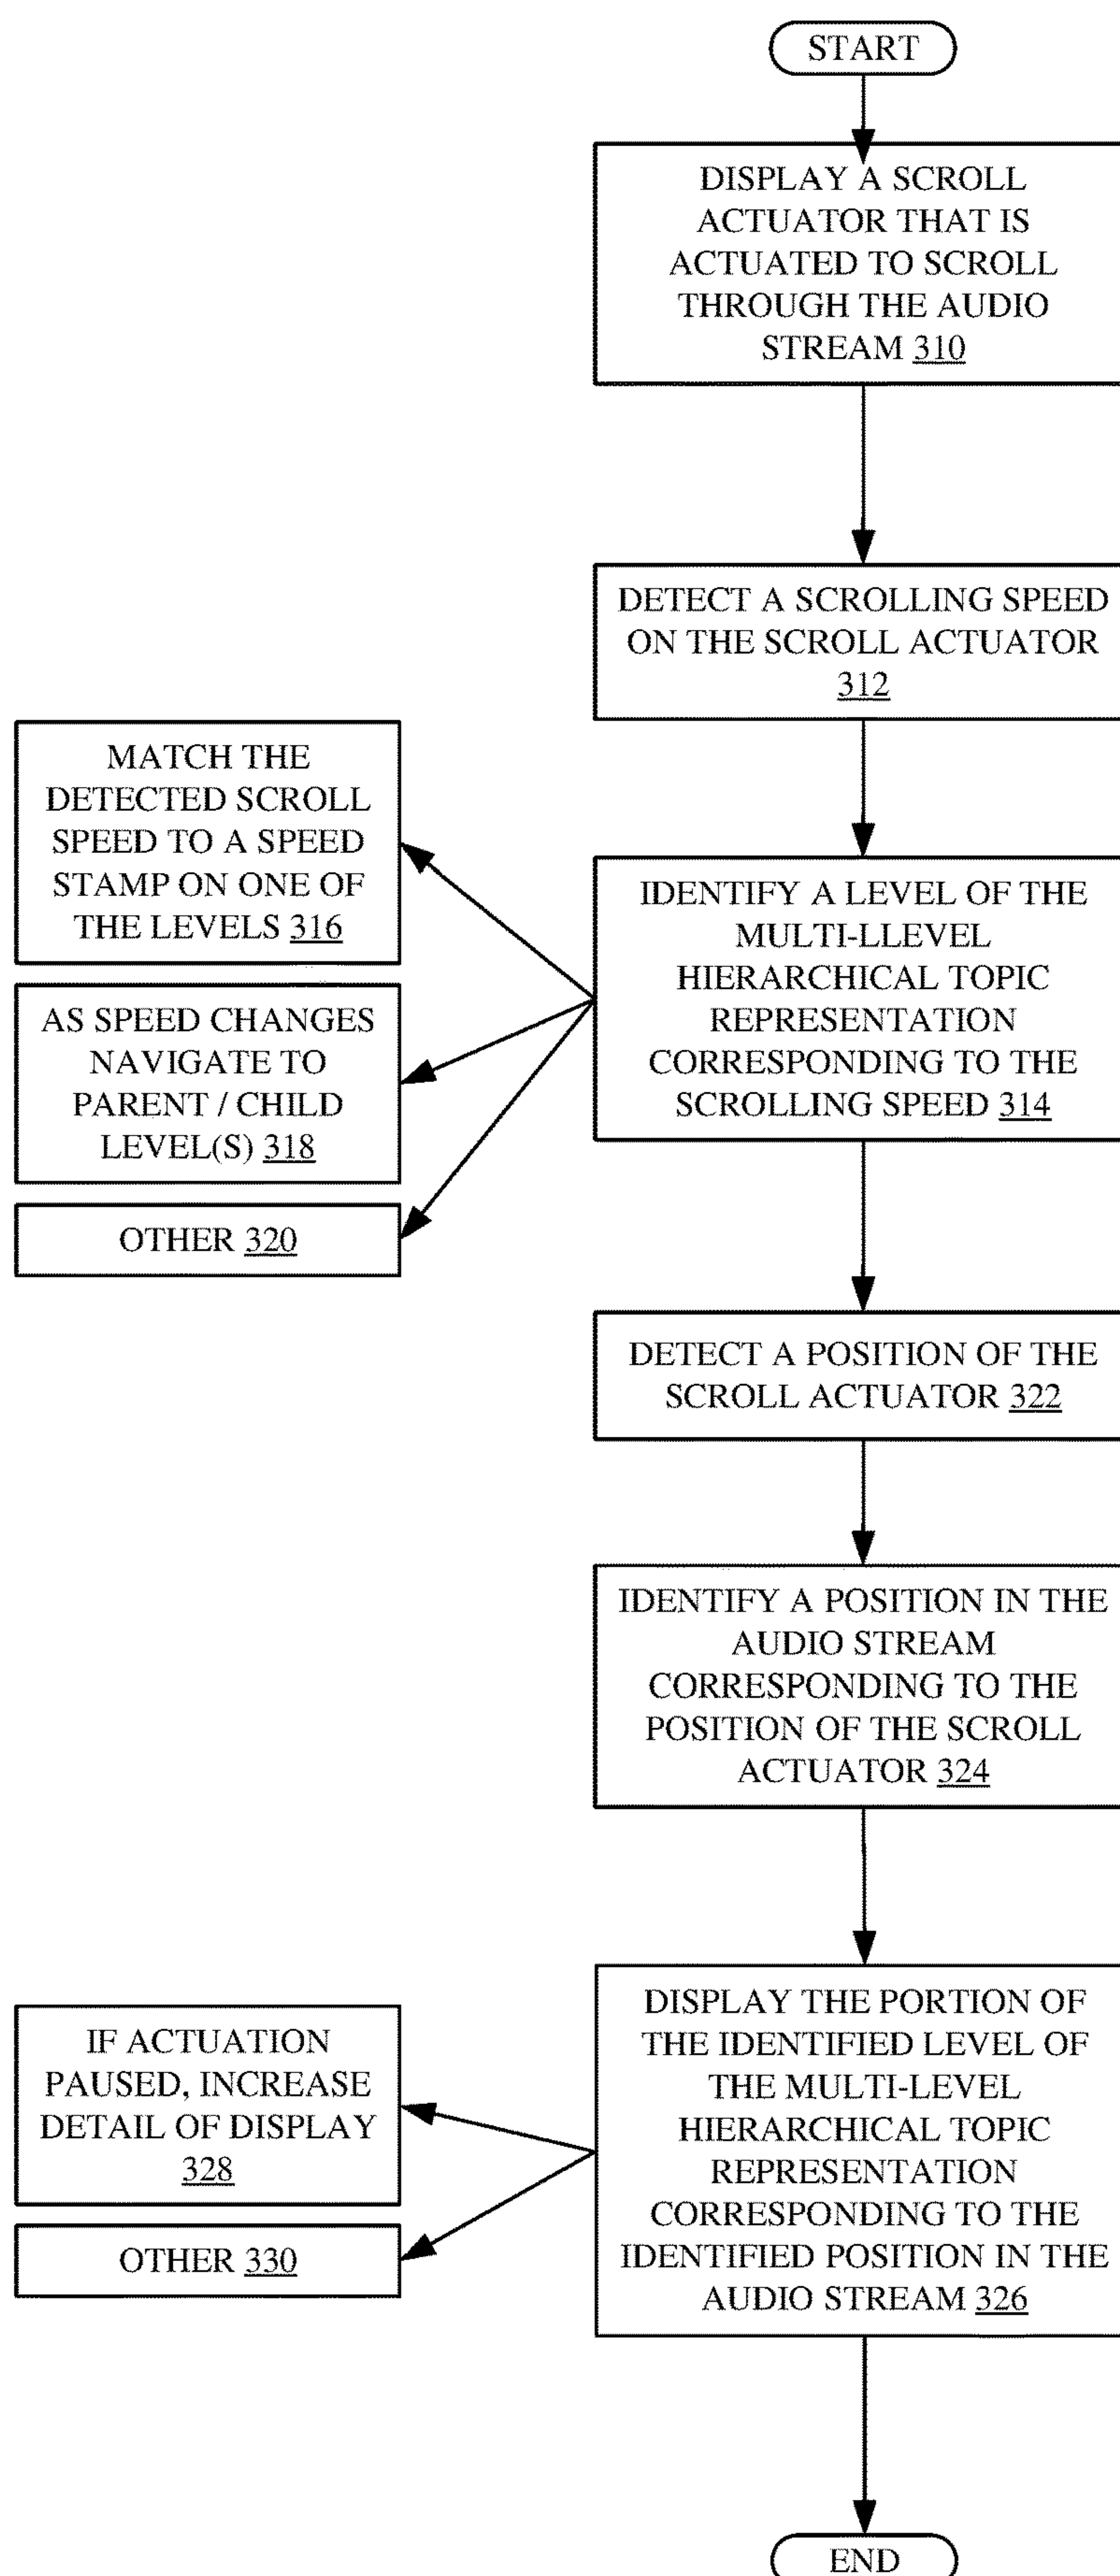 START
DISPLAY A SCROLL
ACTUATOR THAT IS
ACTUATED TO SCROLL
THROUGH THE AUDIO
STREAM 310
DETECT A SCROLLING SPEED
ON THE SCROLL ACTUATOR
312
MATCH THE
DETECTED SCROLL
SPEED TO A SPEED
STAMP ON ONE OF
THE LEVELS 316
IDENTIFY A LEVEL OF THE
MULTI-LLEVEL
HIERARCHICAL TOPIC
REPRESENTATION
CORRESPONDING TO THE
SCROLLING SPEED 314
AS SPEED CHANGES
NAVIGATE TO
PARENT / CHILD
LEVEL(S) 318
OTHER 320
DETECT A POSITION OF THE
SCROLL ACTUATOR 322
IDENTIFY A POSITION IN THE
AUDIO STREAM
CORRESPONDING TO THE
POSITION OF THE SCROLL
ACTUATOR 324
DISPLAY THE PORTION OF
THE IDENTIFIED LEVEL OF
THE MULTI-LEVEL
HIERARCHICAL TOPIC
REPRESENTATION
CORRESPONDING TO THE
IDENTIFIED POSITION IN THE
AUDIO STREAM 326
IF ACTUATION
PAUSED, INCREASE
DETAIL OF DISPLAY
328
OTHER 330
END